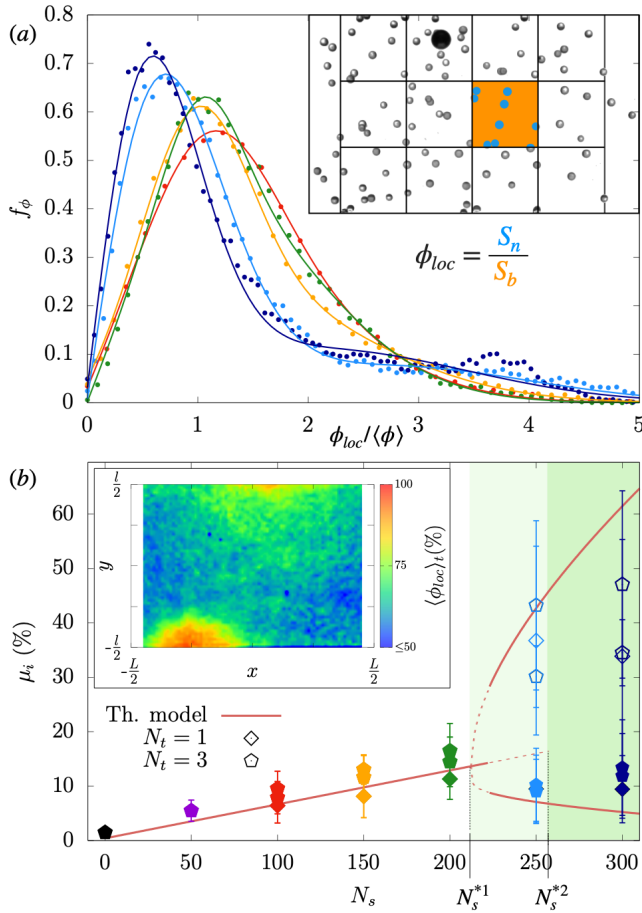 (a)
0.8
0.7
0.6
0.5
0.4
0.3
0.2
0.1
0
f_ϕ
ϕ_loc = S_n / S_b
0 1 2 3 4 5
ϕ_loc/⟨ϕ⟩
(b)
60
50
40
30
20
10
0
μ_i (%)
l/2
y
-l/2
-L/2 x L/2
100
75
≤50
⟨ϕ_loc⟩_t(%)
Th. model
N_t = 1
N_t = 3
0 50 100 150 200 250 300
N_s N_s^{*1} N_s^{*2}